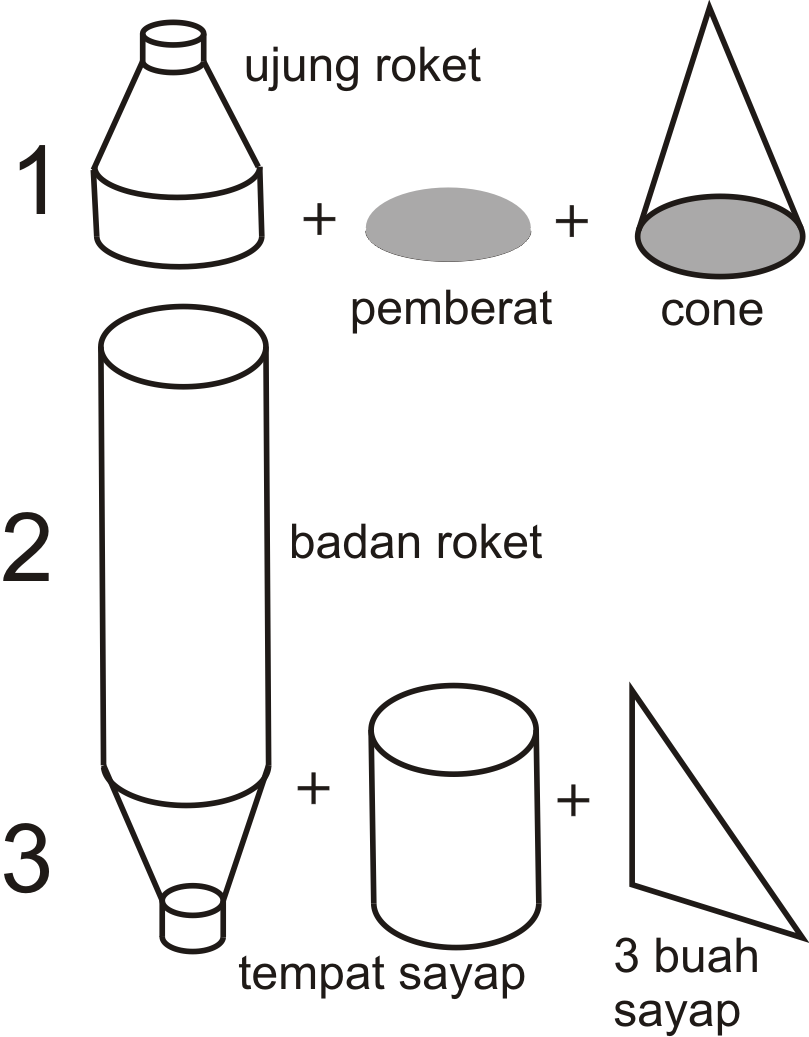 ujung roket
1
+
+
pemberat
cone
2
badan roket
3
+
+
tempat sayap
3 buah
sayap